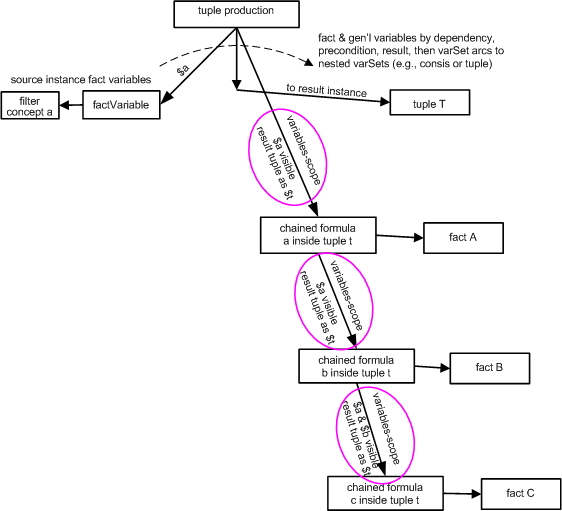 tuple production
fact & gen'l variables by dependency,
precondition, result, then varSet arcs to
nested varSets (e.g., consis or tuple)
source instance fact variables
$a
to result instance
filter
concept a
factVariable
tuple T
variables-scope
$a visible
result tuple as $t
chained formula
a inside tuple t
fact A
variables-scope
$a visible
result tuple as $t
chained formula
b inside tuple t
fact B
variables-scope
$a & $b visible
result tuple as $t
chained formula
c inside tuple t
fact C